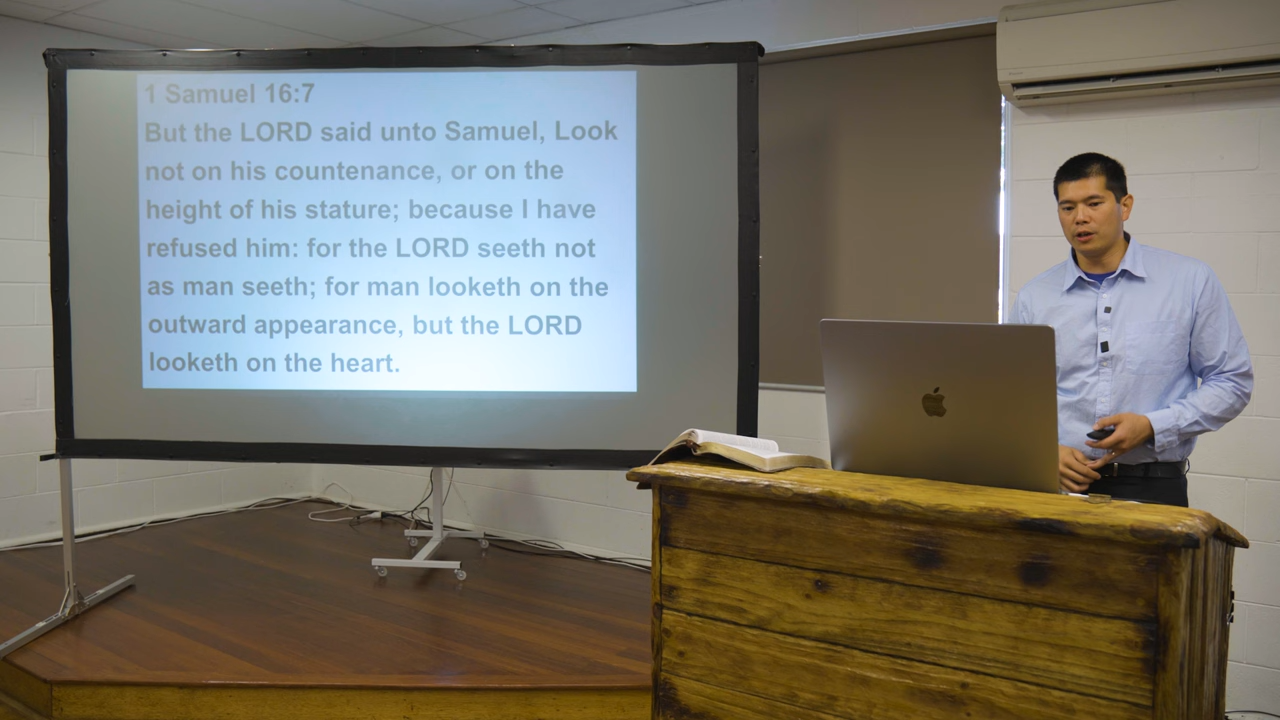 1 Samuel 16:7
But the LORD said unto Samuel, Look
not on his countenance, or on the
height of his stature; because I have
refused him: for the LORD seeth not
as man seeth; for man looketh on the
outward appearance, but the LORD
looketh on the heart.